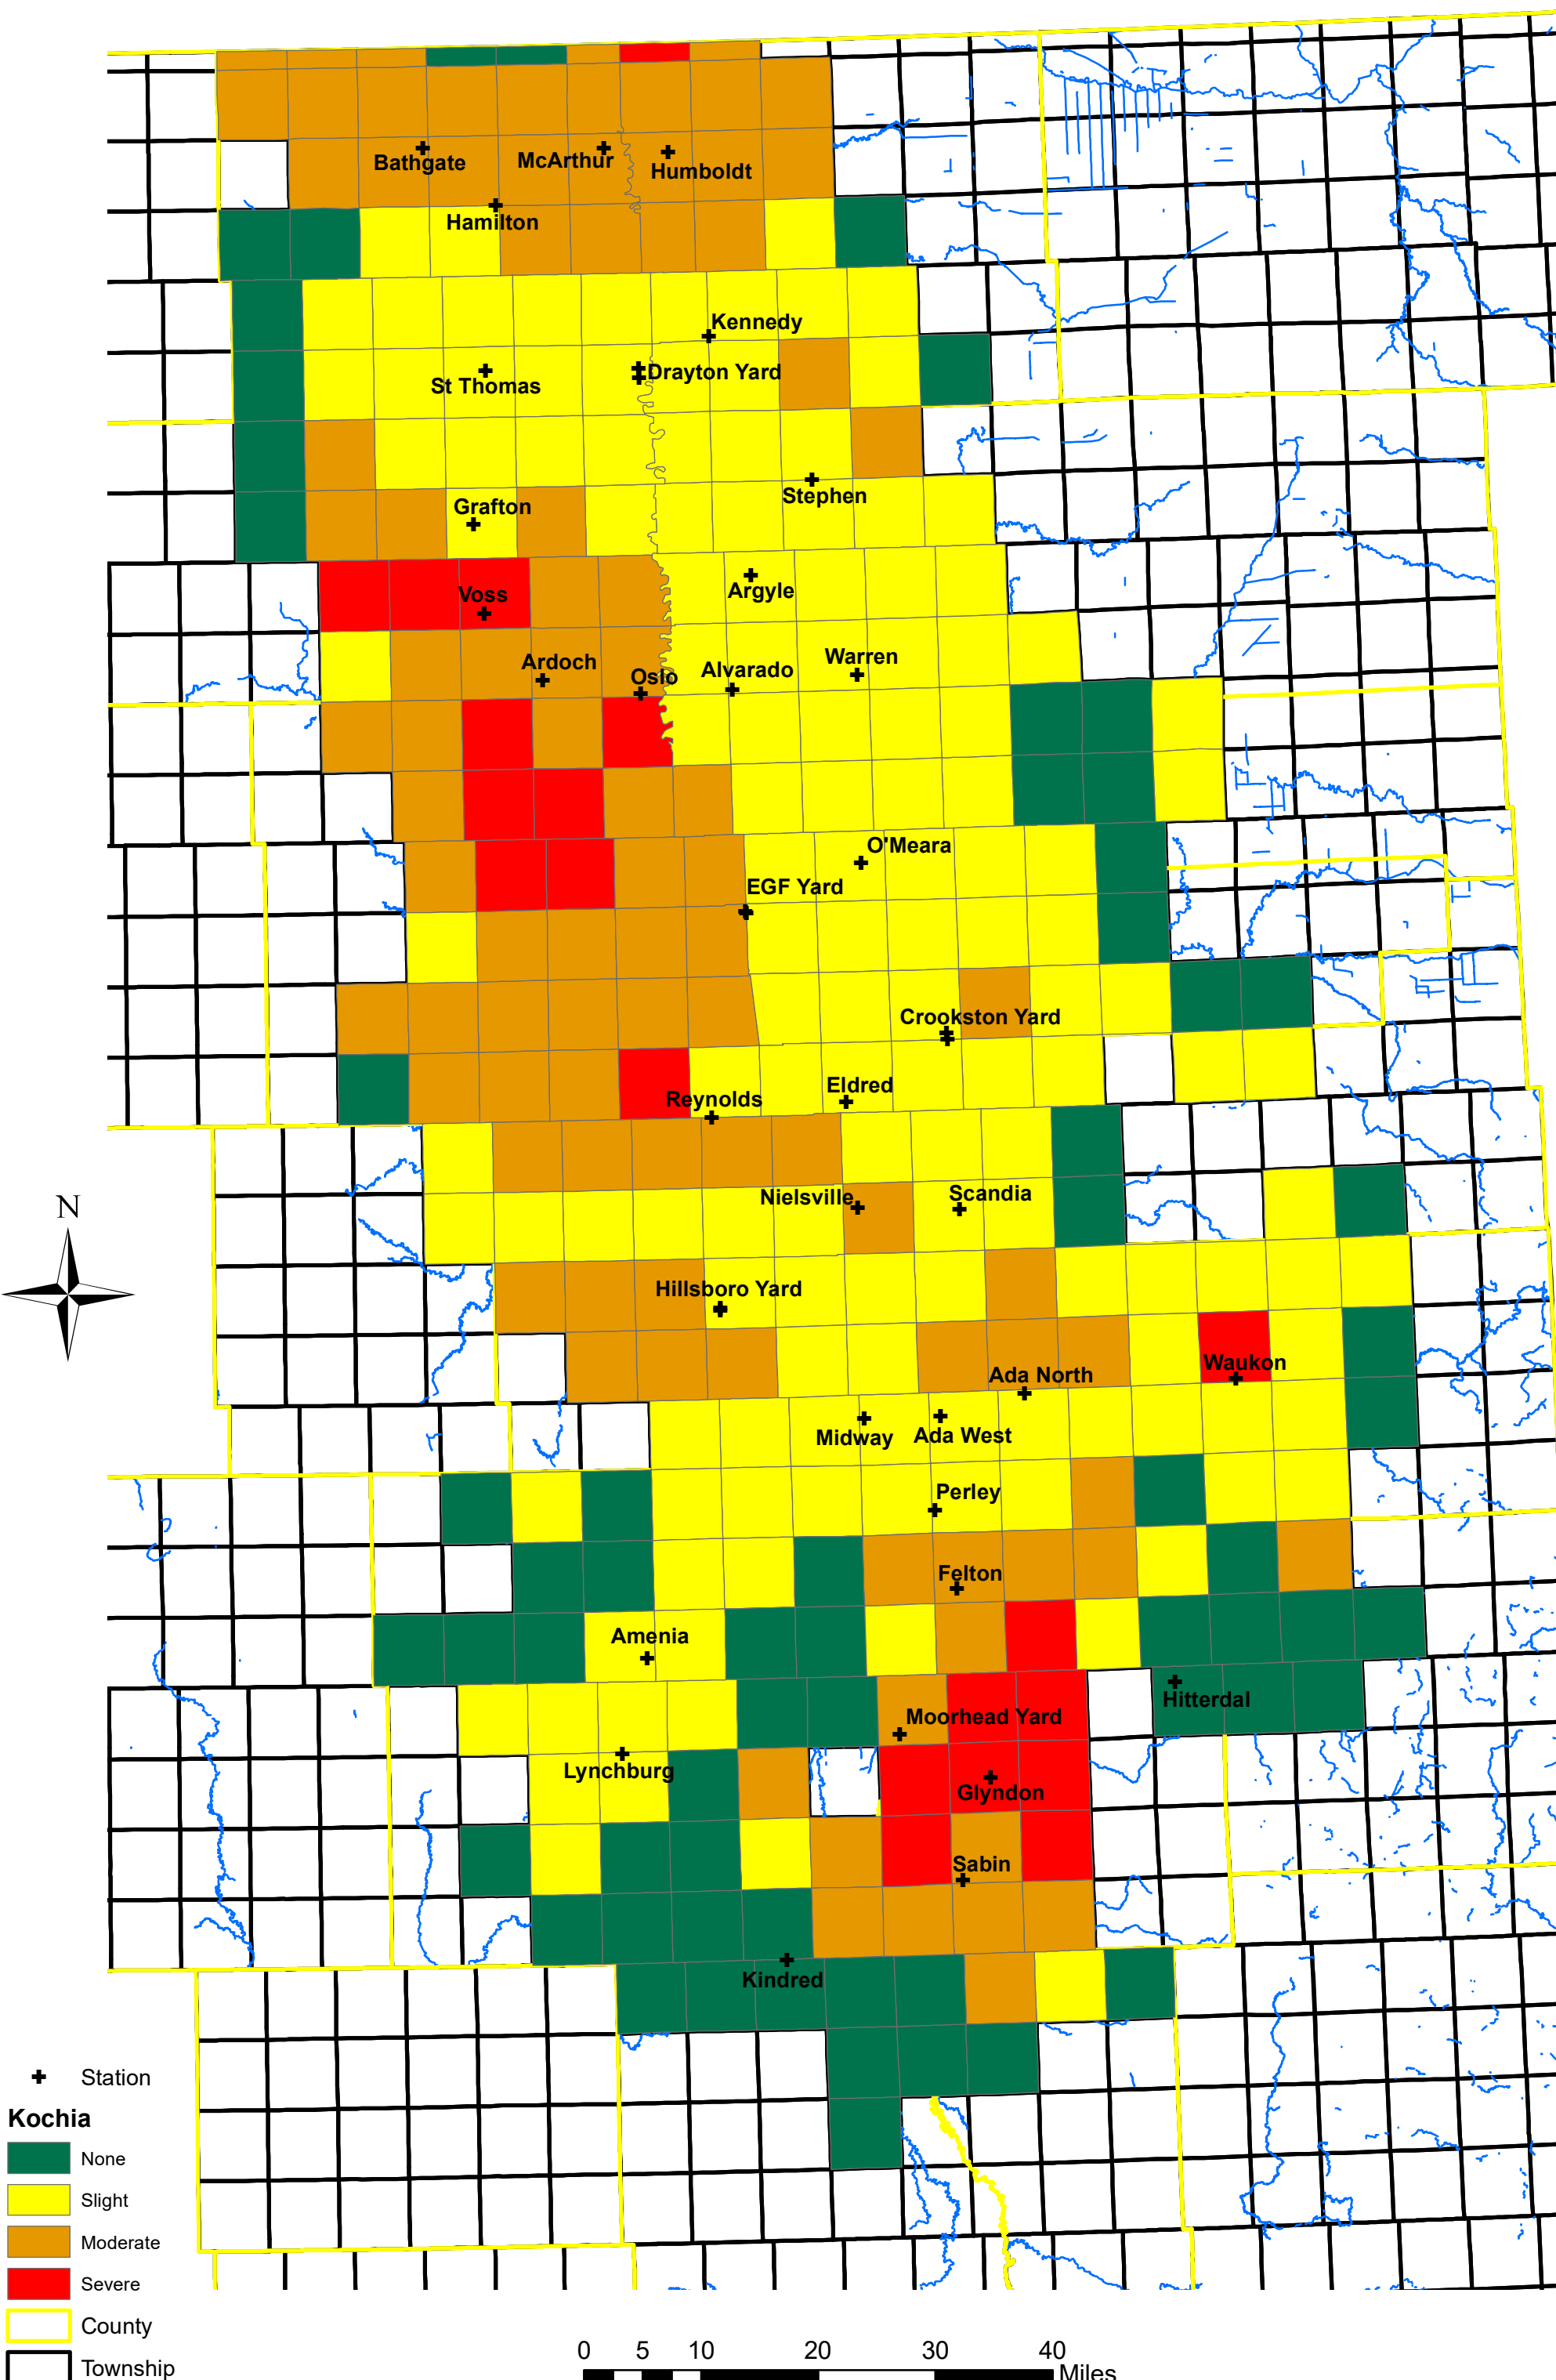 Bathgate
McArthur
Humboldt
Hamilton
Kennedy
St Thomas
Drayton Yard
Stephen
Grafton
Argyle
Voss
Ardoch
Oslo
Alvarado
Warren
O'Meara
EGF Yard
Crookston Yard
Eldred
Reynolds
Nielsville
Scandia
N
Hillsboro Yard
Waukon
Ada North
Midway
Ada West
Perley
Felton
Amenia
Hitterdal
Moorhead Yard
Lynchburg
Glyndon
Sabin
Kindred
Station
Kochia
None
Slight
Moderate
Severe
County
Township
0 5 10 20 30 40
Miles